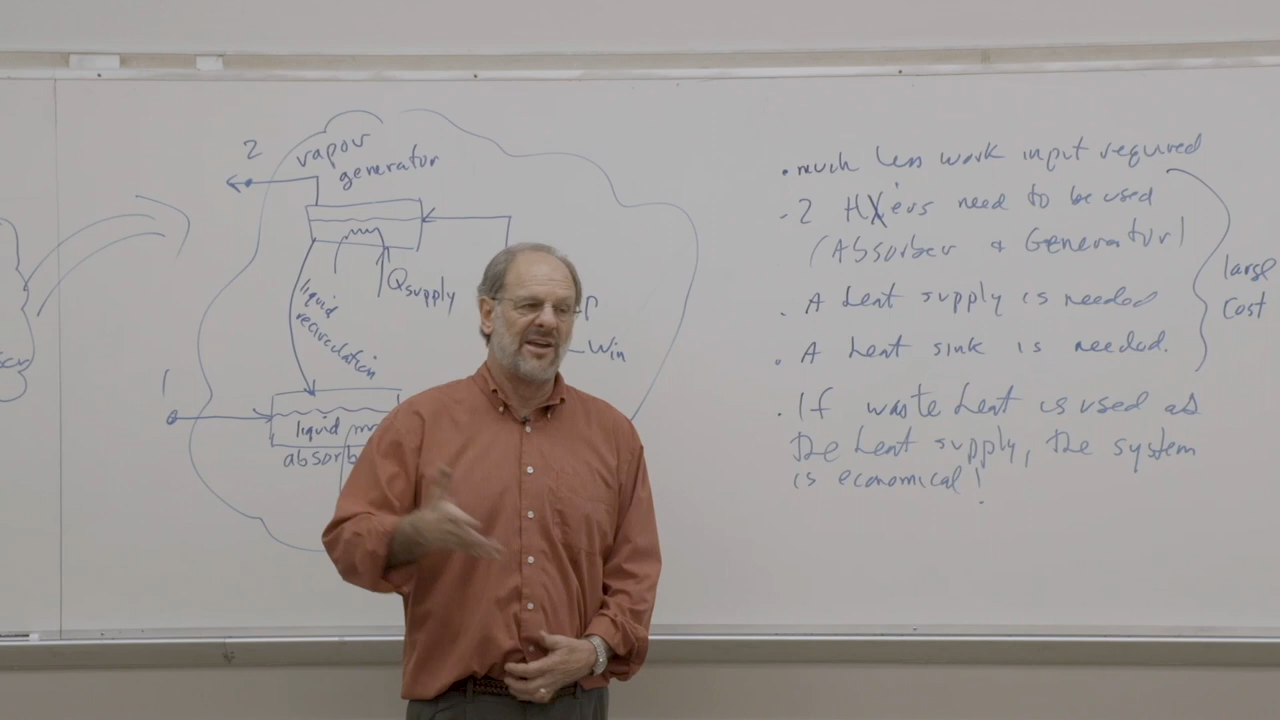 2
vapor
generator
Qsupply
liquid
recirculation
P
Win
1
liquid
absorb
• much less work input required
- 2 HX'ers need to be used
(Absorber & Generator)
large
cost
. A heat supply is needed
. A heat sink is needed.
. If waste heat is used as
the heat supply, the system
is economical!